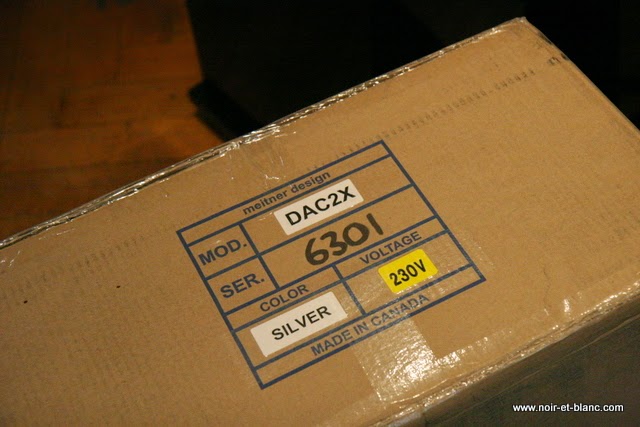 meitner design
MOD. DAC2X
SER. 6301
COLOR VOLTAGE
SILVER 230V
MADE IN CANADA
www.noir-et-blanc.com